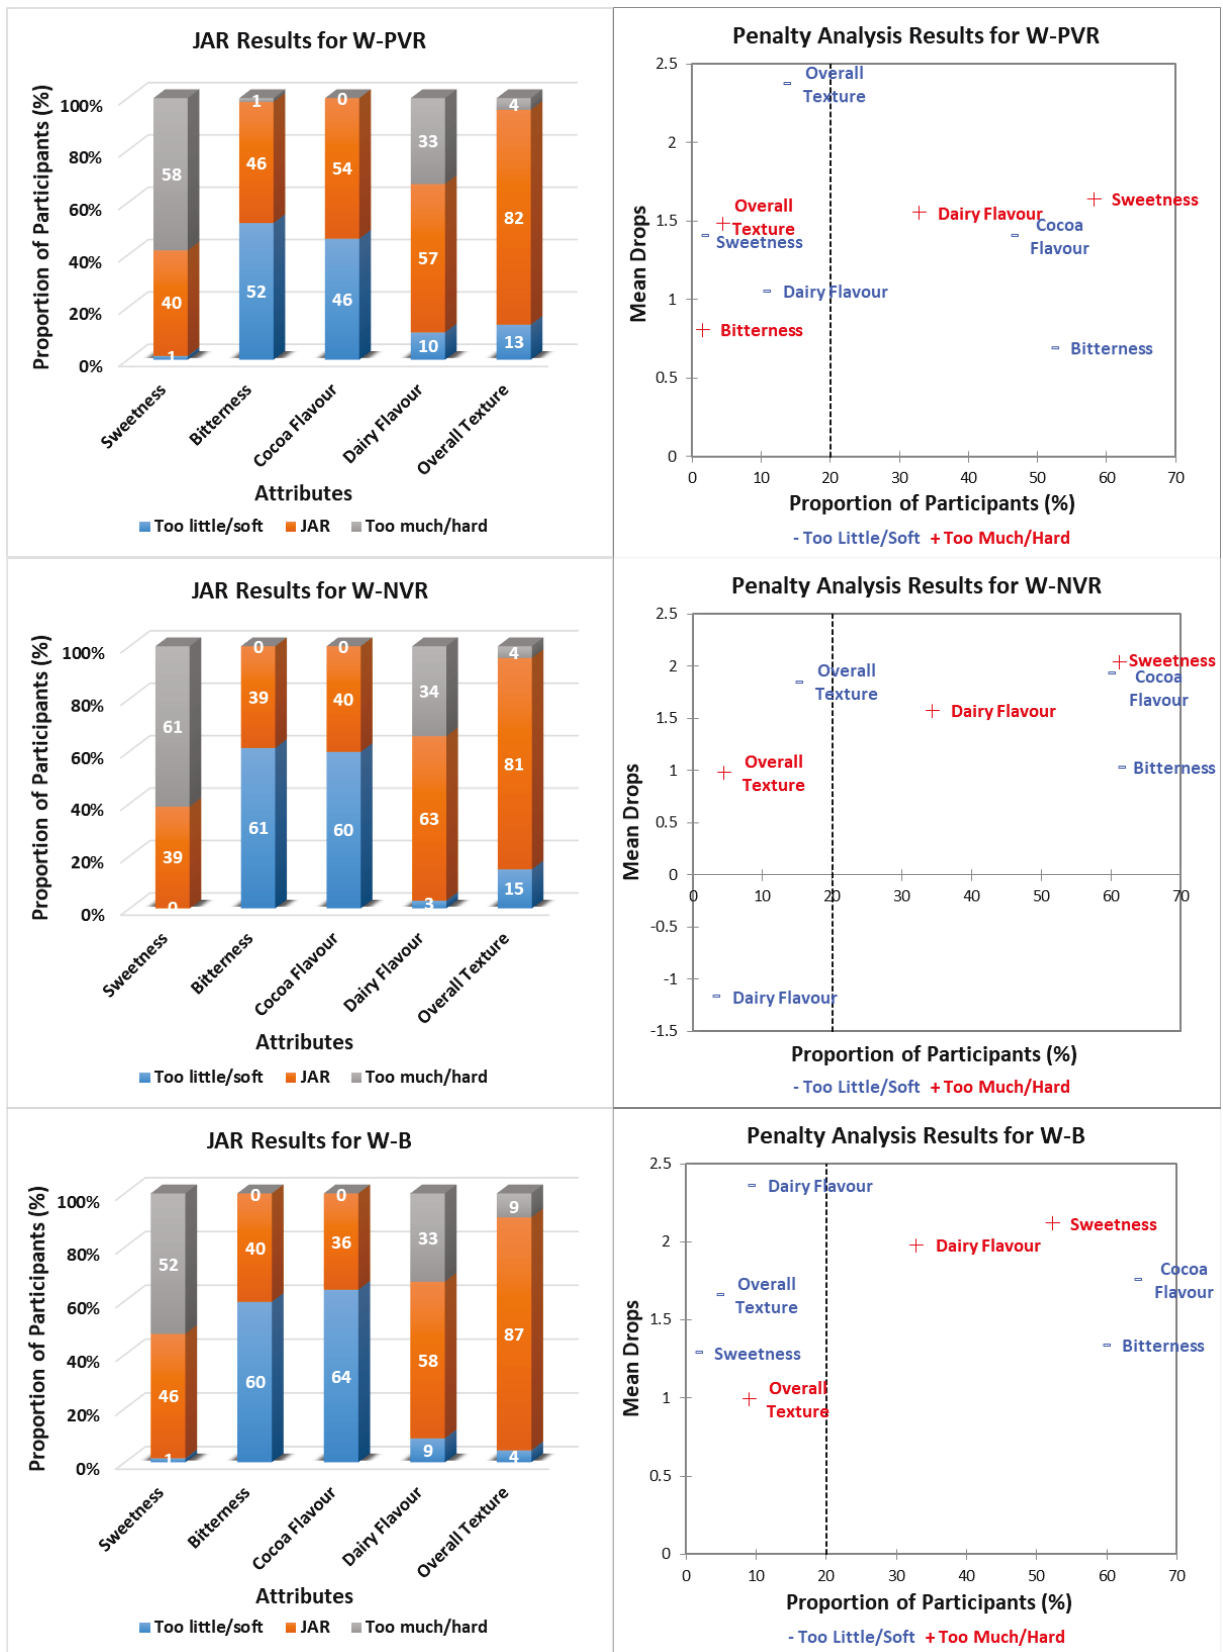 JAR Results for W-PVR
Proportion of Participants (%)
100%
80%
60%
40%
20%
0%
58
40
1
1
46
52
0
54
46
33
57
10
4
82
13
Sweetness
Bitterness
Cocoa Flavour
Dairy Flavour
Overall Texture
Attributes
Too little/soft JAR Too much/hard
Penalty Analysis Results for W-PVR
Mean Drops
2.5
2
1.5
1
0.5
0
Overall
Texture
Sweetness
Overall
Texture
Dairy Flavour
Cocoa
Flavour
Sweetness
Dairy Flavour
Bitterness
Bitterness
0 10 20 30 40 50 60 70
Proportion of Participants (%)
- Too Little/Soft + Too Much/Hard
JAR Results for W-NVR
Proportion of Participants (%)
100%
80%
60%
40%
20%
0%
61
39
0
0
39
61
0
40
60
34
63
3
4
81
15
Sweetness
Bitterness
Cocoa Flavour
Dairy Flavour
Overall Texture
Attributes
Too little/soft JAR Too much/hard
Penalty Analysis Results for W-NVR
Mean Drops
2.5
2
1.5
1
0.5
0
-0.5
-1
-1.5
Sweetness
Overall
Texture
Cocoa
Flavour
Dairy Flavour
Overall
Texture
Bitterness
0 10 20 30 40 50 60 70
Dairy Flavour
Proportion of Participants (%)
- Too Little/Soft + Too Much/Hard
JAR Results for W-B
Proportion of Participants (%)
100%
80%
60%
40%
20%
0%
52
46
1
0
40
60
0
36
64
33
58
9
9
87
4
Sweetness
Bitterness
Cocoa Flavour
Dairy Flavour
Overall Texture
Attributes
Too little/soft JAR Too much/hard
Penalty Analysis Results for W-B
Mean Drops
2.5
2
1.5
1
0.5
0
Dairy Flavour
Sweetness
Dairy Flavour
Cocoa
Flavour
Overall
Texture
Sweetness
Bitterness
Overall
Texture
0 10 20 30 40 50 60 70
Proportion of Participants (%)
- Too Little/Soft + Too Much/Hard